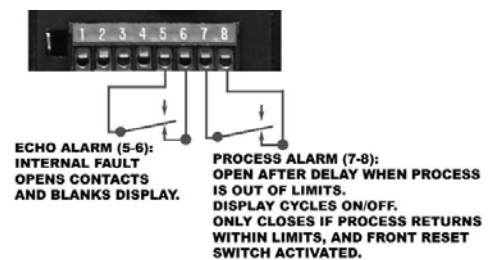 1 2 3 4 5 6 7 8
ECHO ALARM (5-6):
INTERNAL FAULT
OPENS CONTACTS
AND BLANKS DISPLAY.
PROCESS ALARM (7-8):
OPEN AFTER DELAY WHEN PROCESS
IS OUT OF LIMITS.
DISPLAY CYCLES ON/OFF.
ONLY CLOSES IF PROCESS RETURNS
WITHIN LIMITS, AND FRONT RESET
SWITCH ACTIVATED.